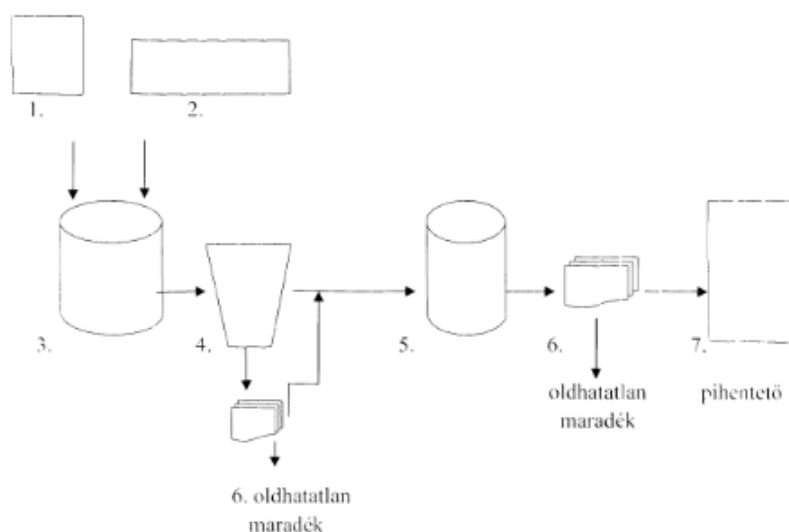 1.
2.
3.
4.
5.
6.
7.
oldhatatlan
maradék
pihentető
6. oldhatatlan
maradék